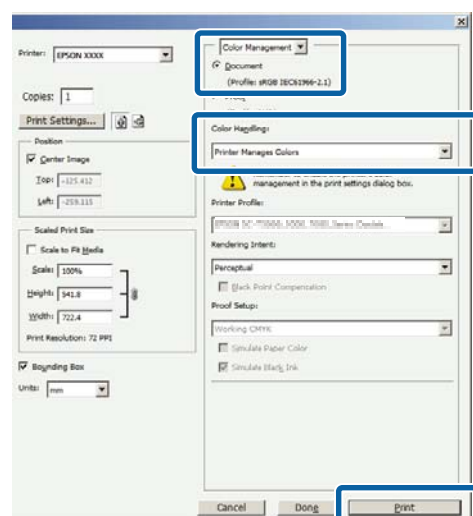 Printer: EPSON XXXX
Copies: 1
Print Settings...
Position
Center Image
Top: -125.412
Left: -259.115
Scaled Print Size
Scale to Fit Media
Scale: 100%
Height: 541.8
Width: 722.4
Print Resolution: 72 PPI
Bounding Box
Units: mm
Color Management
Document
(Profile: sRGB IEC61966-2.1)
Color Handling:
Printer Manages Colors
management in the print settings dialog box.
Printer Profile:
Rendering Intent:
Perceptual
Black Point Compensation
Proof Setup:
Working CMYK
Simulate Paper Color
Simulate Black Ink
Cancel
Done
Print